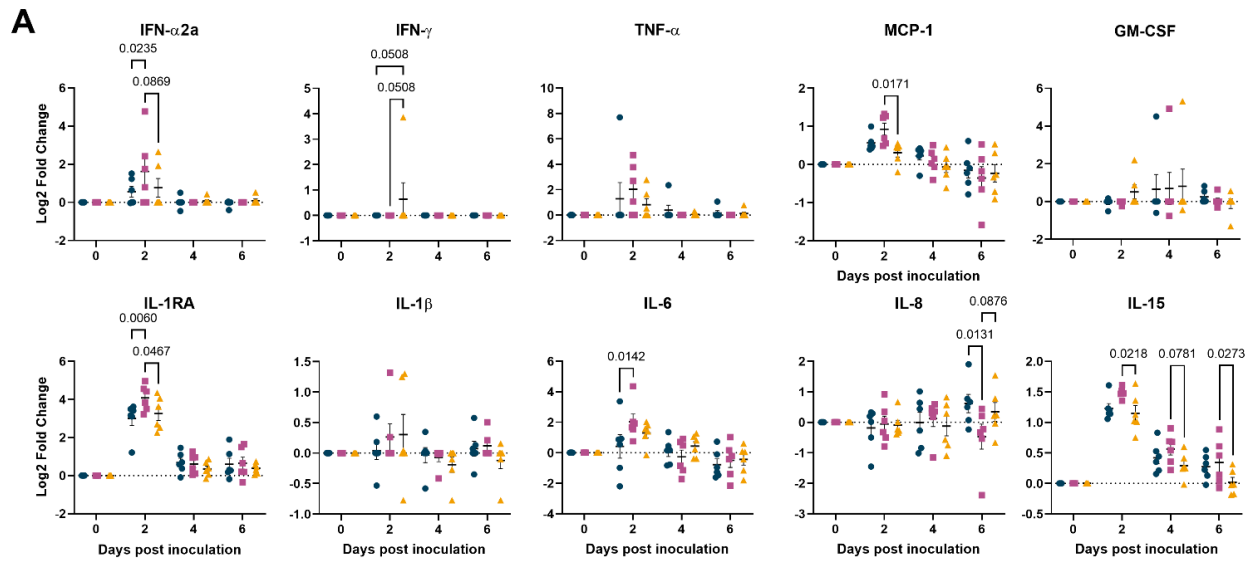 A
IFN-α2a
IFN-γ
TNF-α
MCP-1
GM-CSF
0.0235
0.0869
0.0508
0.0508
0.0171
Log2 Fold Change
6
4
2
0
-2
5
4
3
2
1
0
-1
10
8
6
4
2
0
-2
2
1
0
-1
-2
6
4
2
0
-2
0 2 4 6
0 2 4 6
0 2 4 6
0 2 4 6
0 2 4 6
Days post inoculation
Days post inoculation
IL-1RA
IL-1β
IL-6
IL-8
IL-15
0.0060
0.0467
0.0142
0.0876
0.0131
0.0218
0.0781
0.0273
Log2 Fold Change
6
4
2
0
-2
1.5
1.0
0.5
0.0
-0.5
-1.0
6
4
2
0
-2
-4
2
1
0
-1
-2
-3
2.0
1.5
1.0
0.5
0.0
-0.5
0 2 4 6
0 2 4 6
0 2 4 6
0 2 4 6
0 2 4 6
Days post inoculation
Days post inoculation
Days post inoculation
Days post inoculation
Days post inoculation